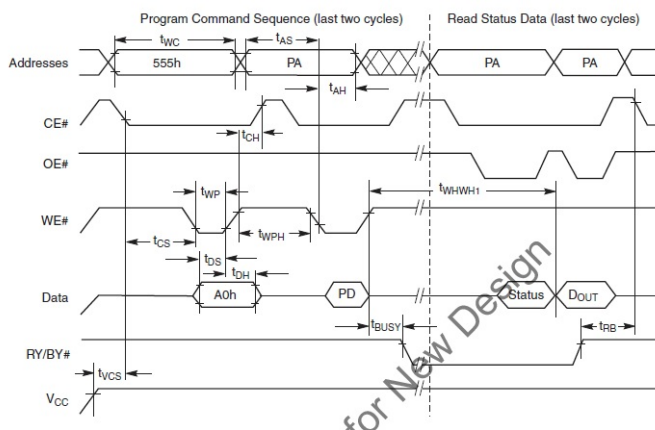 Program Command Sequence (last two cycles)
Read Status Data (last two cycles)
tWC
tAS
Addresses
555h
PA
PA
PA
tAH
CE#
tCH
OE#
tWP
tWHWH1
WE#
tCS
tWPH
tDS
tDH
Data
A0h
PD
Status
DOUT
tBUSY
tRB
RY/BY#
tVCS
VCC
for New Design